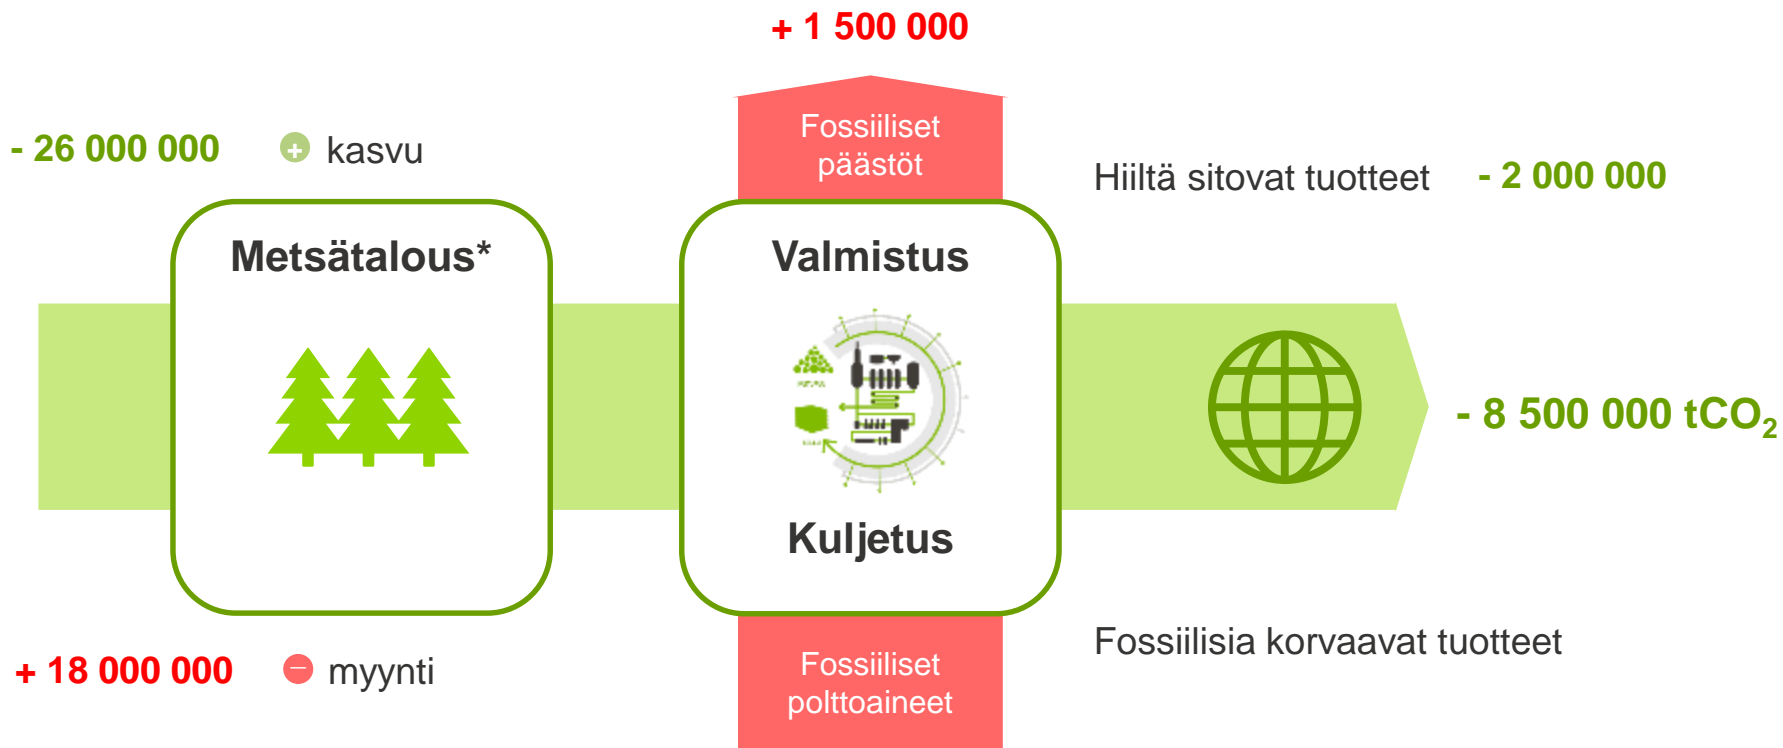 + 1 500 000
Fossiiliset
päästöt
- 26 000 000
+ kasvu
Hiiltä sitovat tuotteet - 2 000 000
Metsätalous*
Valmistus
- 8 500 000 tCO₂
Kuljetus
+ 18 000 000
− myynti
Fossiiliset
polttoaineet
Fossiilisia korvaavat tuotteet